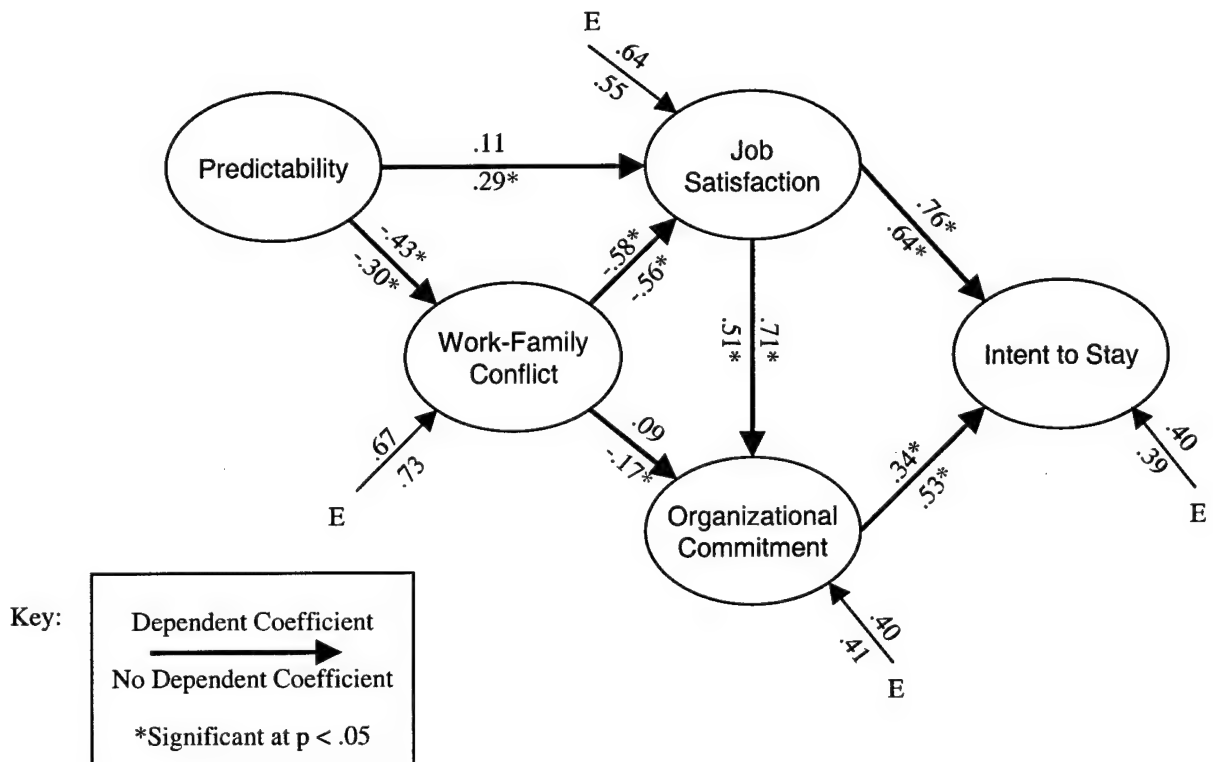 E
.64
.55
Predictability
.11
.29*
Job
Satisfaction
-.43*
-.30*
-.58*
-.56*
.76*
.64*
Work-Family
Conflict
.71*
.51*
Intent to Stay
.67
.73
E
.09
-.17*
.34*
.53*
.40
.39
E
Organizational
Commitment
.40
.41
E
Key:
Dependent Coefficient
No Dependent Coefficient
*Significant at p < .05